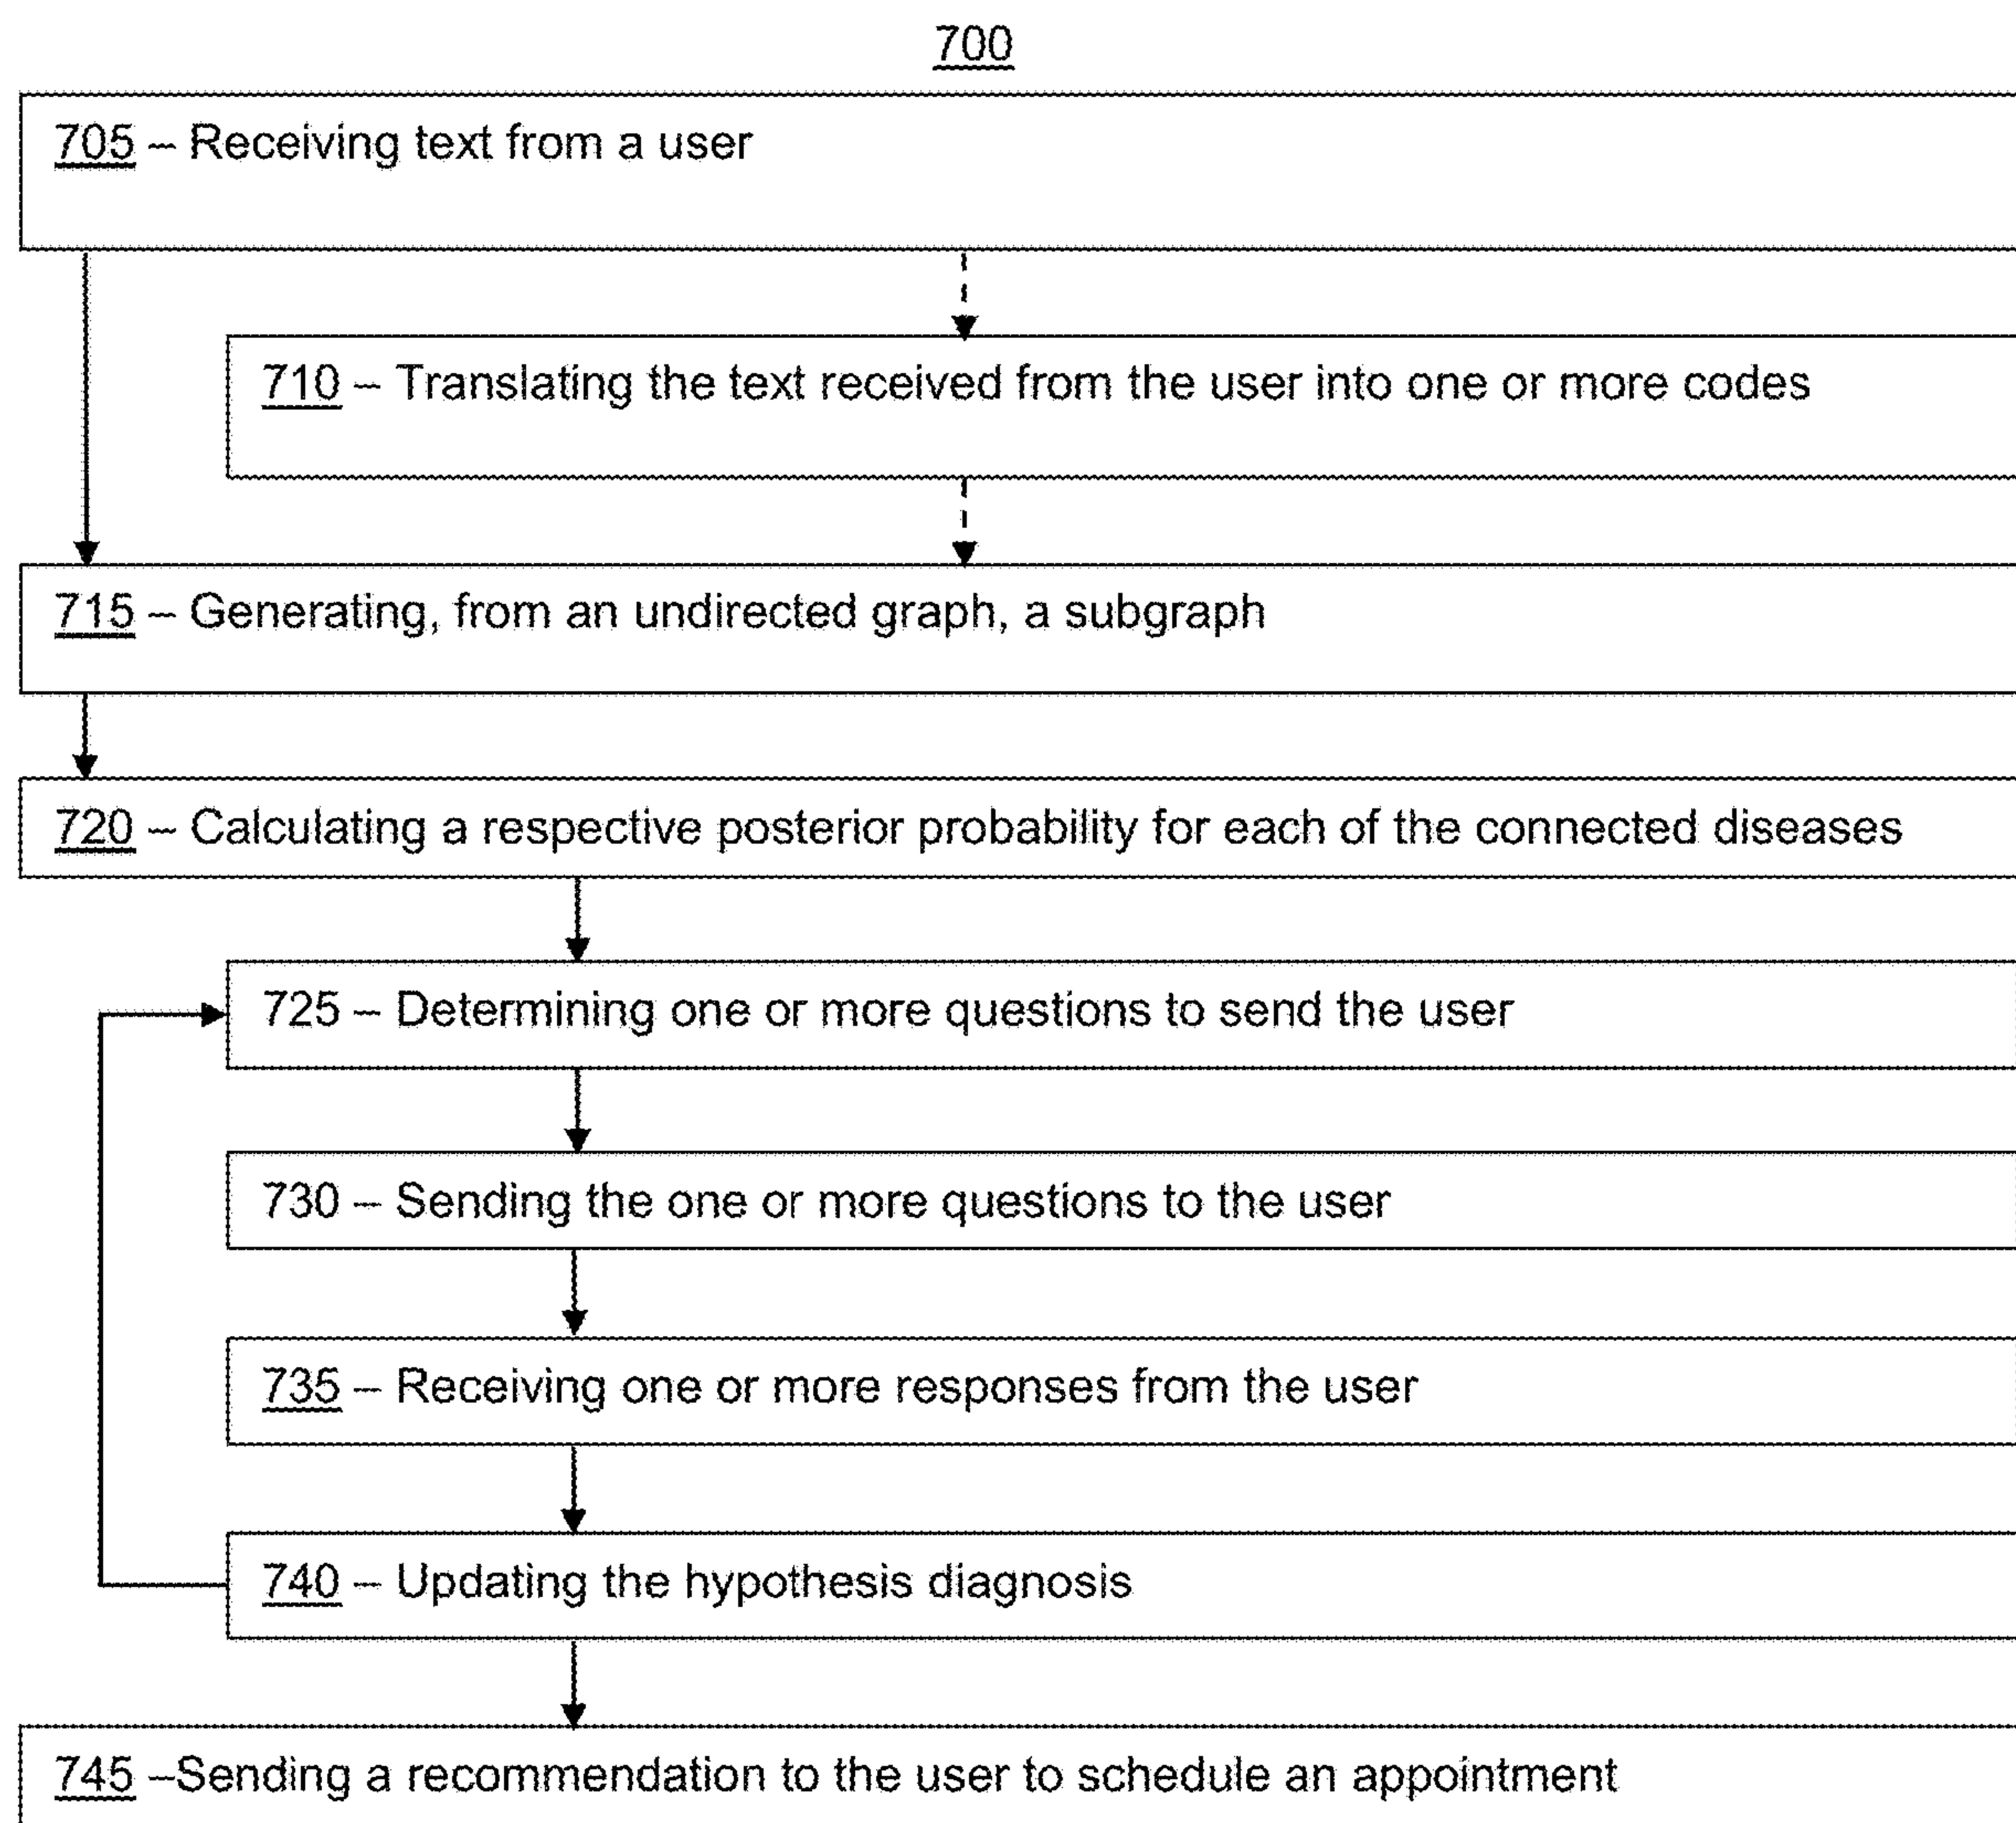 700
705 – Receiving text from a user
710 – Translating the text received from the user into one or more codes
715 – Generating, from an undirected graph, a subgraph
720 – Calculating a respective posterior probability for each of the connected diseases
725 – Determining one or more questions to send the user
730 – Sending the one or more questions to the user
735 – Receiving one or more responses from the user
740 – Updating the hypothesis diagnosis
745 –Sending a recommendation to the user to schedule an appointment